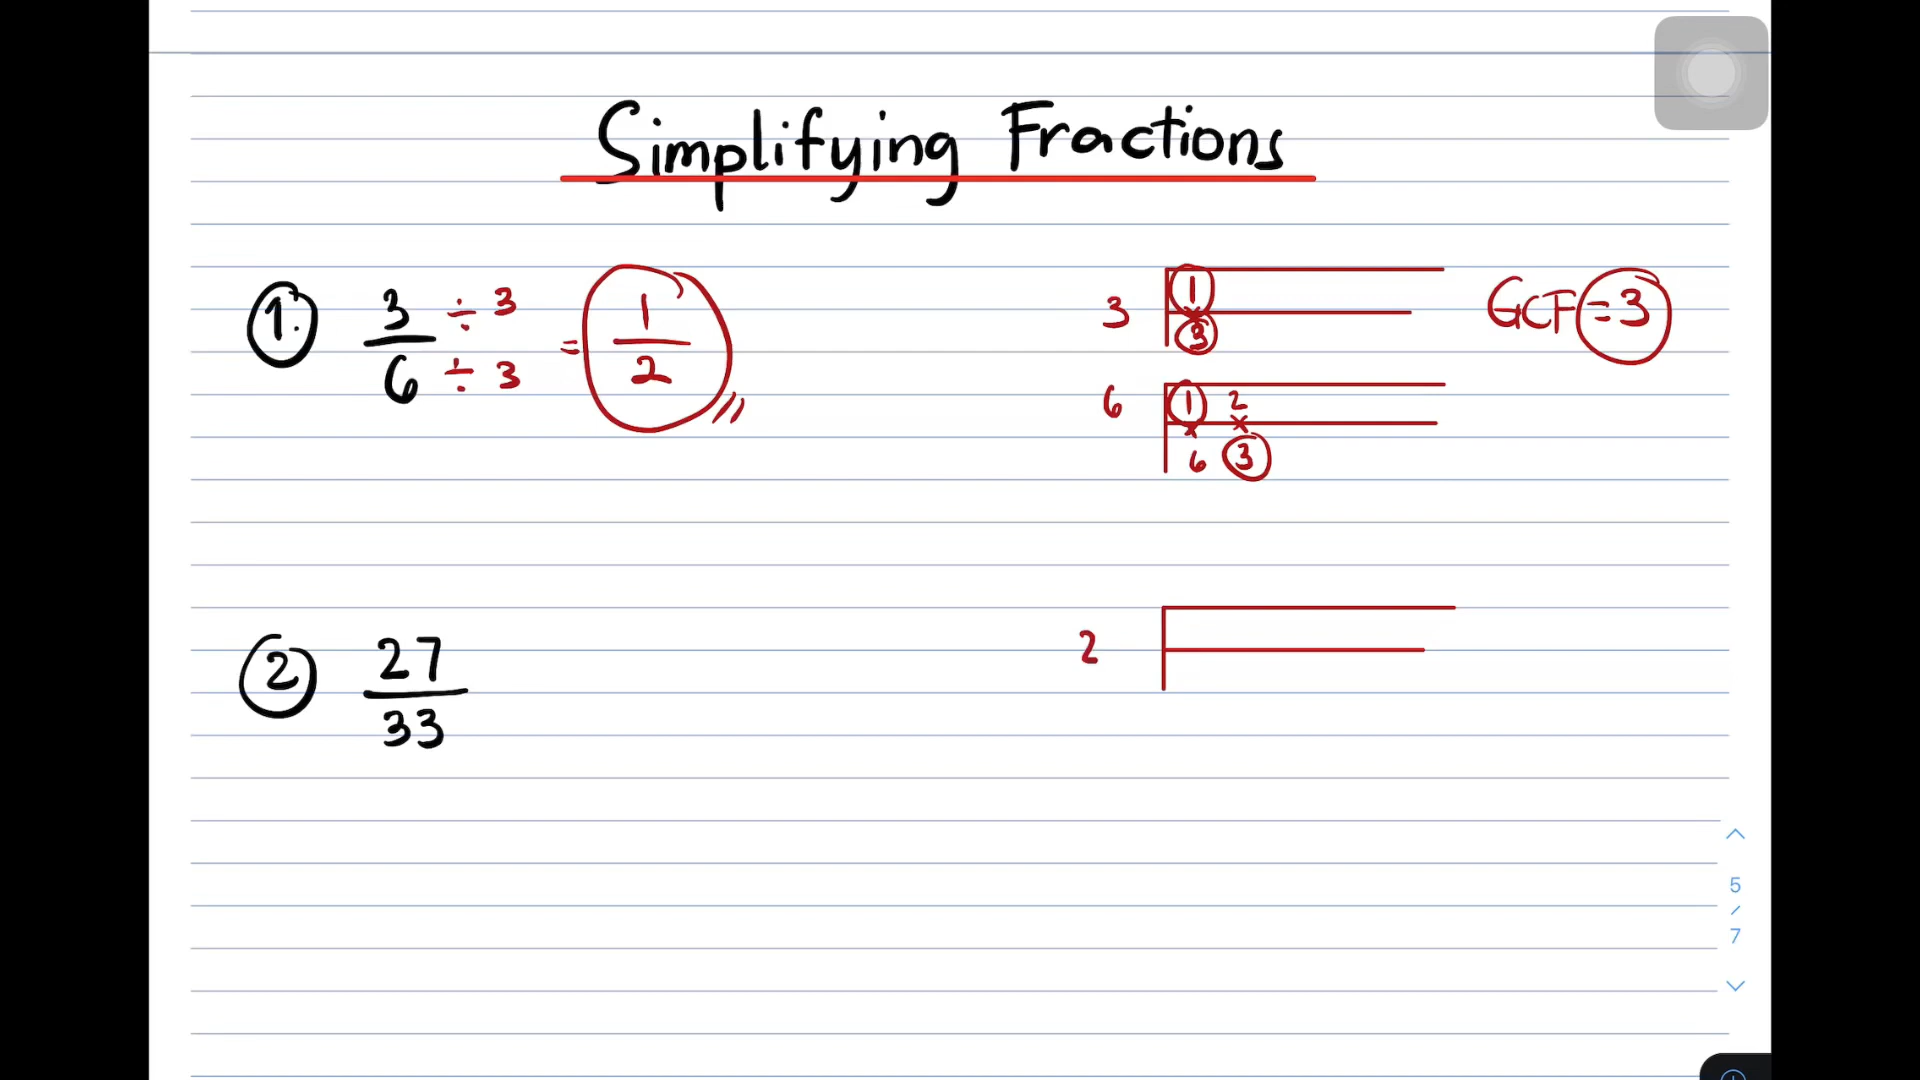 Simplifying Fractions
1. 3/6 ÷ 3 / ÷ 3 = 1/2
3 | 1 × 3
GCF = 3
6 | 1 2
× ×
6 3
2 27/33
2
5
/
7